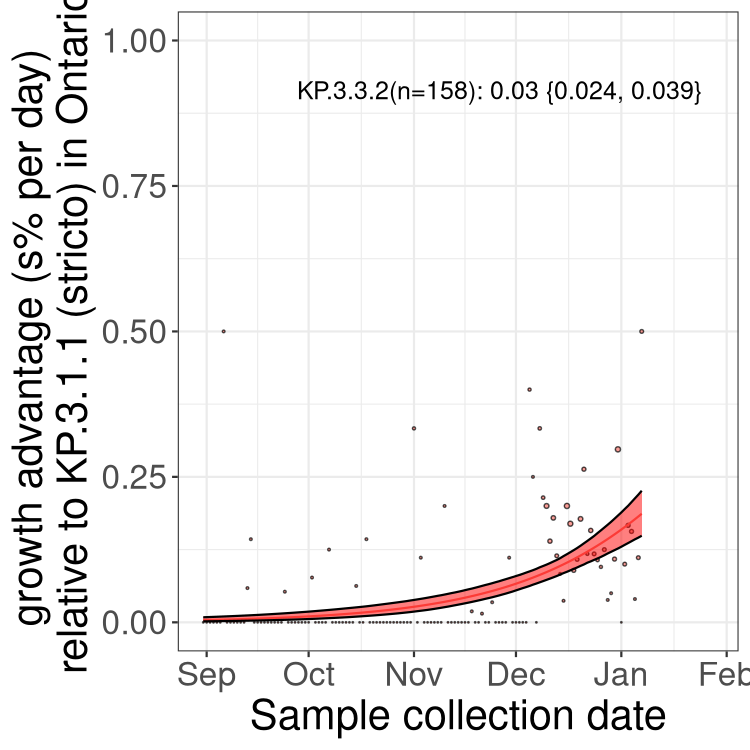 growth advantage (s% per day)
relative to KP.3.1.1 (stricto) in Ontario
1.00
0.75
0.50
0.25
0.00
KP.3.3.2(n=158): 0.03 {0.024, 0.039}
Sep Oct Nov Dec Jan Feb
Sample collection date